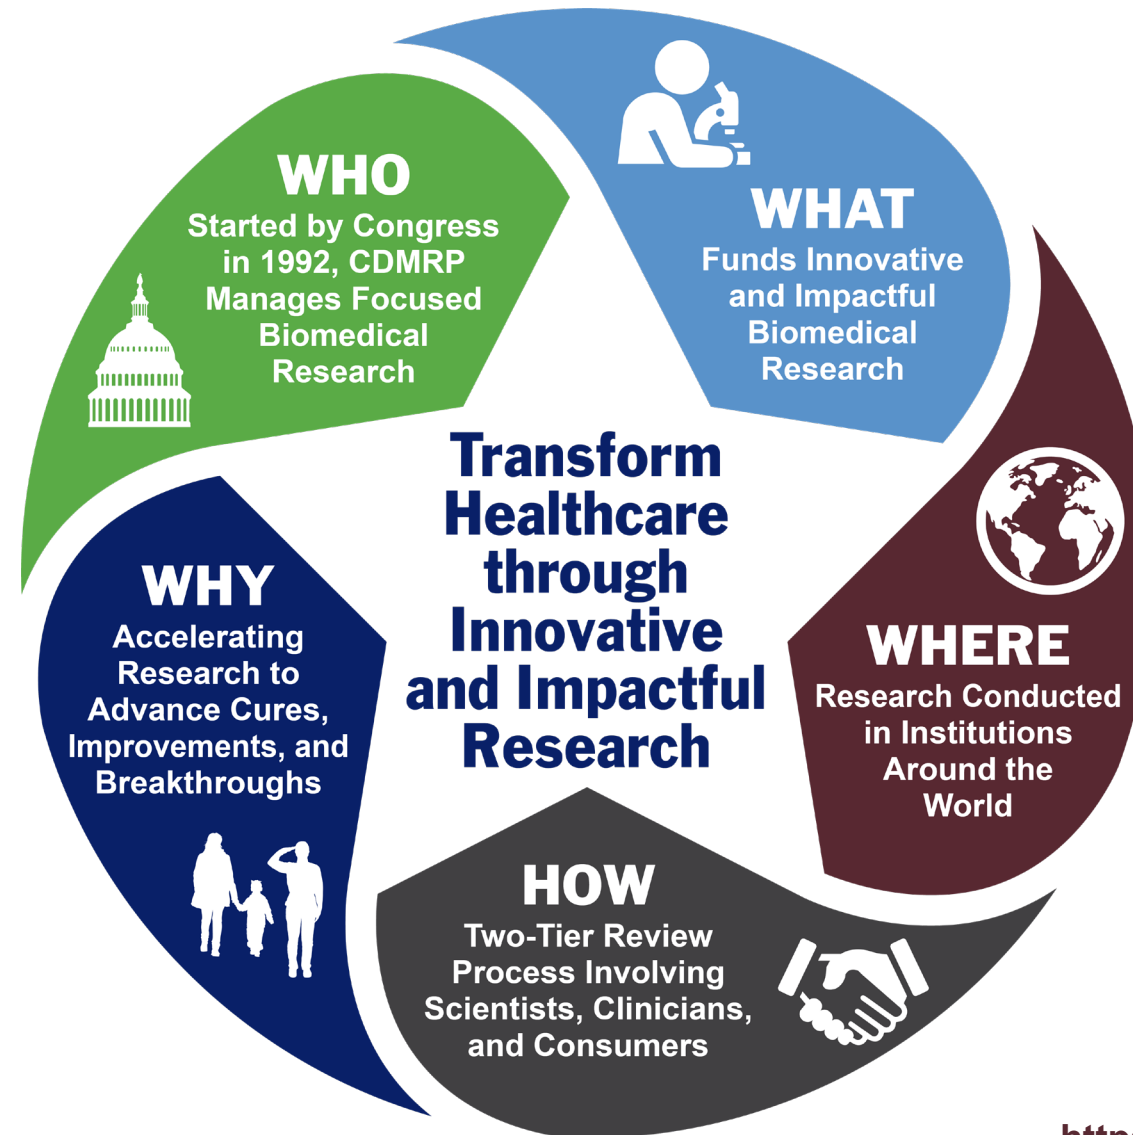 WHO
Started by Congress
in 1992, CDMRP
Manages Focused
Biomedical
Research
WHAT
Funds Innovative
and Impactful
Biomedical
Research
WHERE
Research Conducted
in Institutions
Around the
World
HOW
Two-Tier Review
Process Involving
Scientists, Clinicians,
and Consumers
WHY
Accelerating
Research to
Advance Cures,
Improvements, and
Breakthroughs
Transform
Healthcare
through
Innovative
and Impactful
Research